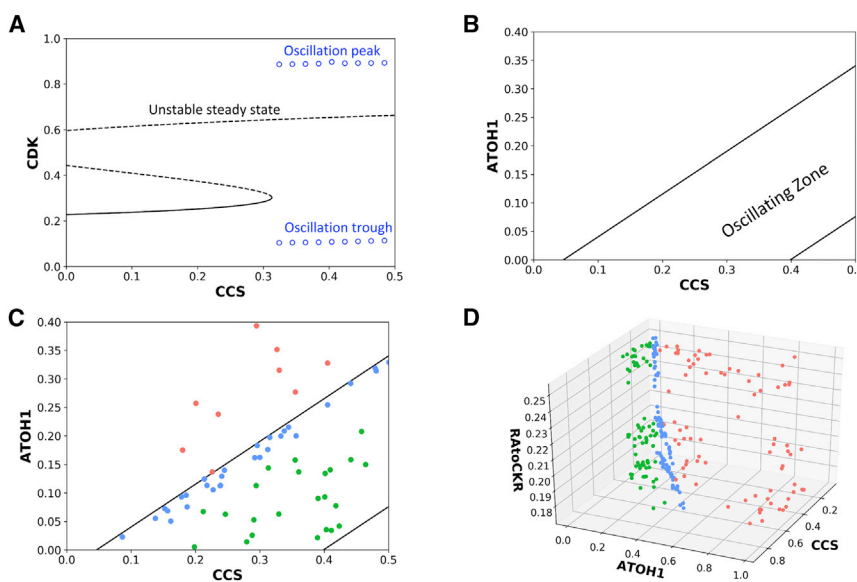 A
1.0
0.8
0.6
0.4
0.2
0.0
CDK
Oscillation peak
Unstable steady state
Oscillation trough
0.0 0.1 0.2 0.3 0.4 0.5
CCS
B
0.40
0.35
0.30
0.25
0.20
0.15
0.10
0.05
0.00
ATOH1
Oscillating Zone
0.0 0.1 0.2 0.3 0.4 0.
CCS
C
0.40
0.35
0.30
0.25
0.20
0.15
0.10
0.05
0.00
ATOH1
0.0 0.1 0.2 0.3 0.4 0.5
CCS
D
0.25
0.24
0.23
0.22
0.21
0.20
0.19
0.18
RAtoCKR
0.0 0.2 0.4 0.6 0.8 1.0
ATOH1
0.2
0.4
0.6
0.8
CCS